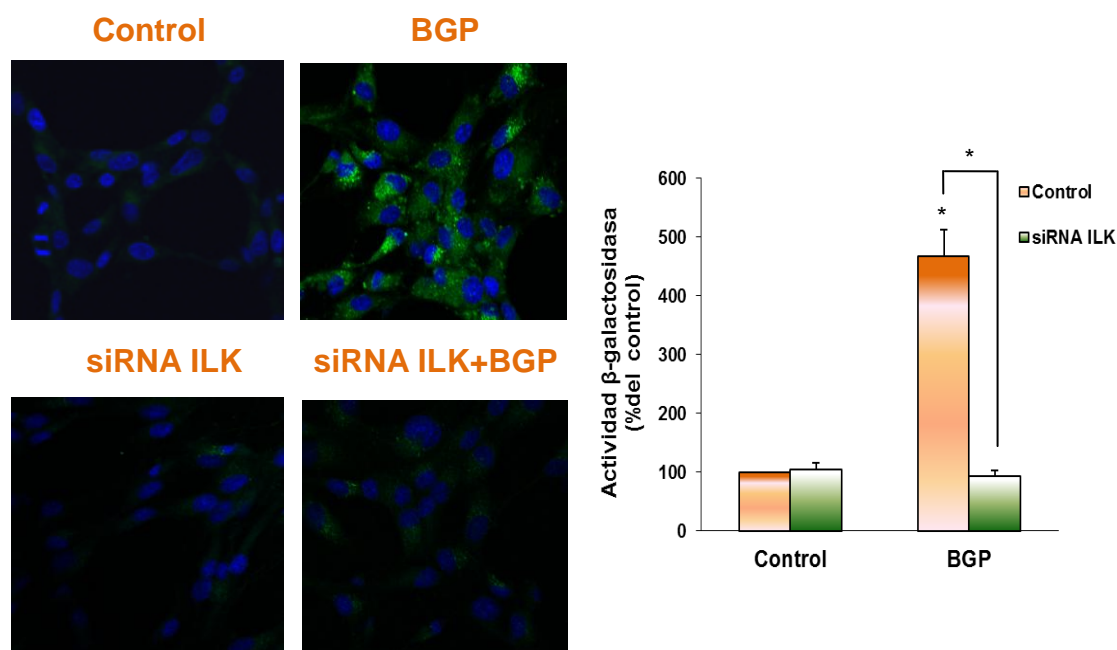 Control
BGP
siRNA ILK
siRNA ILK+BGP
Actividad β-galactosidasa
(%del control)
600
500
400
300
200
100
0
*
*
Control
siRNA ILK
Control
BGP